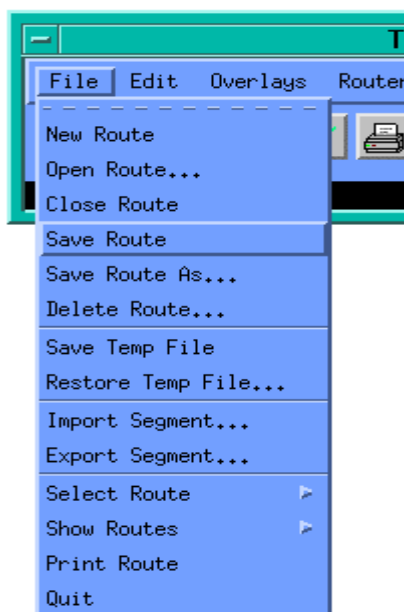 T
File Edit Overlays Router
New Route
Open Route...
Close Route
Save Route
Save Route As...
Delete Route...
Save Temp File
Restore Temp File...
Import Segment...
Export Segment...
Select Route
Show Routes
Print Route
Quit